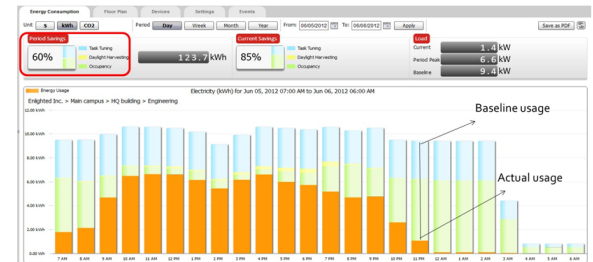 Energy Consumption Floor Plan Devices Settings Events
Unit $ kWh CO2 Period Day Week Month Year From: 06/05/2012 To: 06/06/2012 Apply Save as PDF
Period Savings Current Savings Load
60% Task Tuning Daylight Harvesting Occupancy
123.7 kWh
85% Task Tuning Daylight Harvesting Occupancy
Current 1.4 kW
Period Peak 6.6 kW
Baseline 9.4 kW
Energy Usage Electricity (kWh) for Jun 05, 2012 07:00 AM to Jun 06, 2012 06:00 AM
Enlighted Inc. > Main campus > HQ building > Engineering
12.00 kWh
Baseline usage
10.00 kWh
8.00 kWh
Actual usage
6.00 kWh
4.00 kWh
2.00 kWh
0.00 kWh
7 AM 8 AM 9 AM 10 AM 11 AM 12 PM 1 PM 2 PM 3 PM 4 PM 5 PM 6 PM 7 PM 8 PM 9 PM 10 PM 11 PM 12 AM 1 AM 2 AM 3 AM 4 AM 5 AM 6 AM